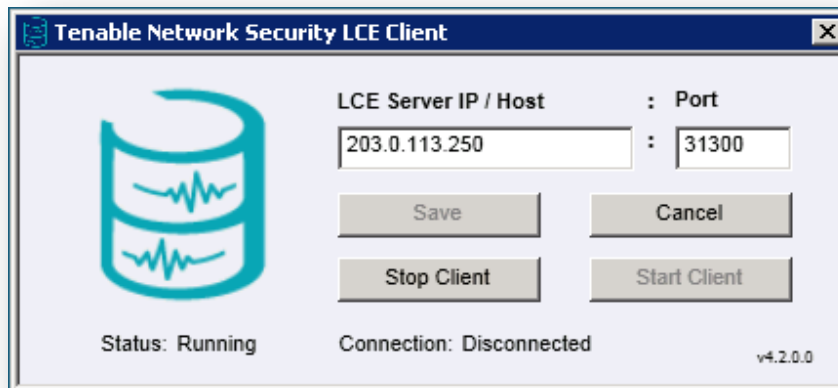 Tenable Network Security LCE Client
LCE Server IP / Host : Port
203.0.113.250 : 31300
Save Cancel
Stop Client Start Client
Status: Running Connection: Disconnected
v4.2.0.0